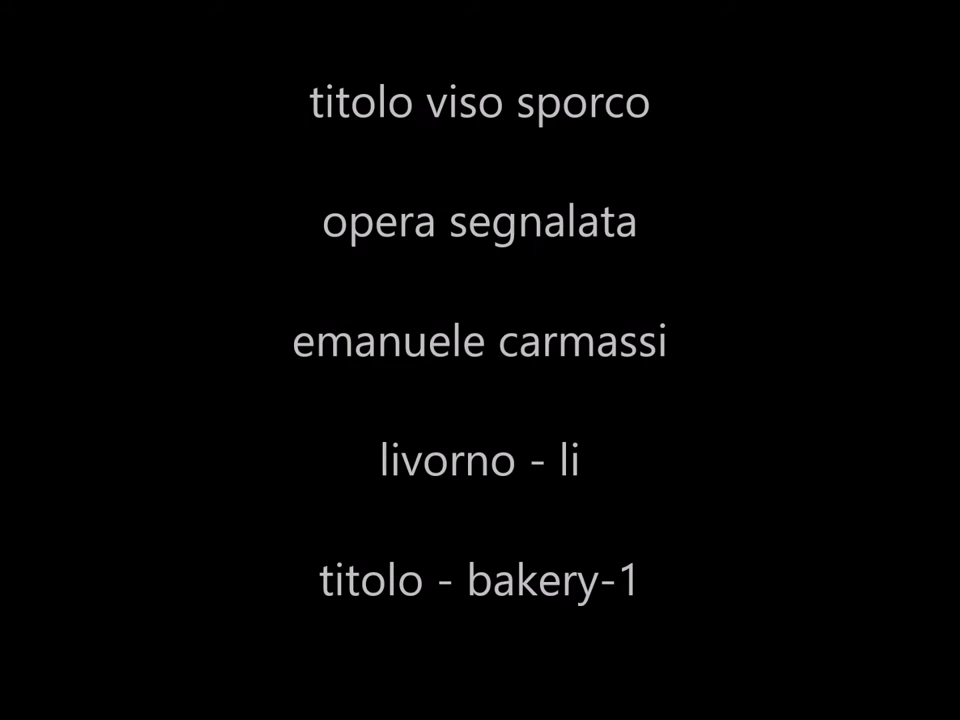 titolo viso sporco
opera segnalata
emanuele carmassi
livorno - li
titolo - bakery-1